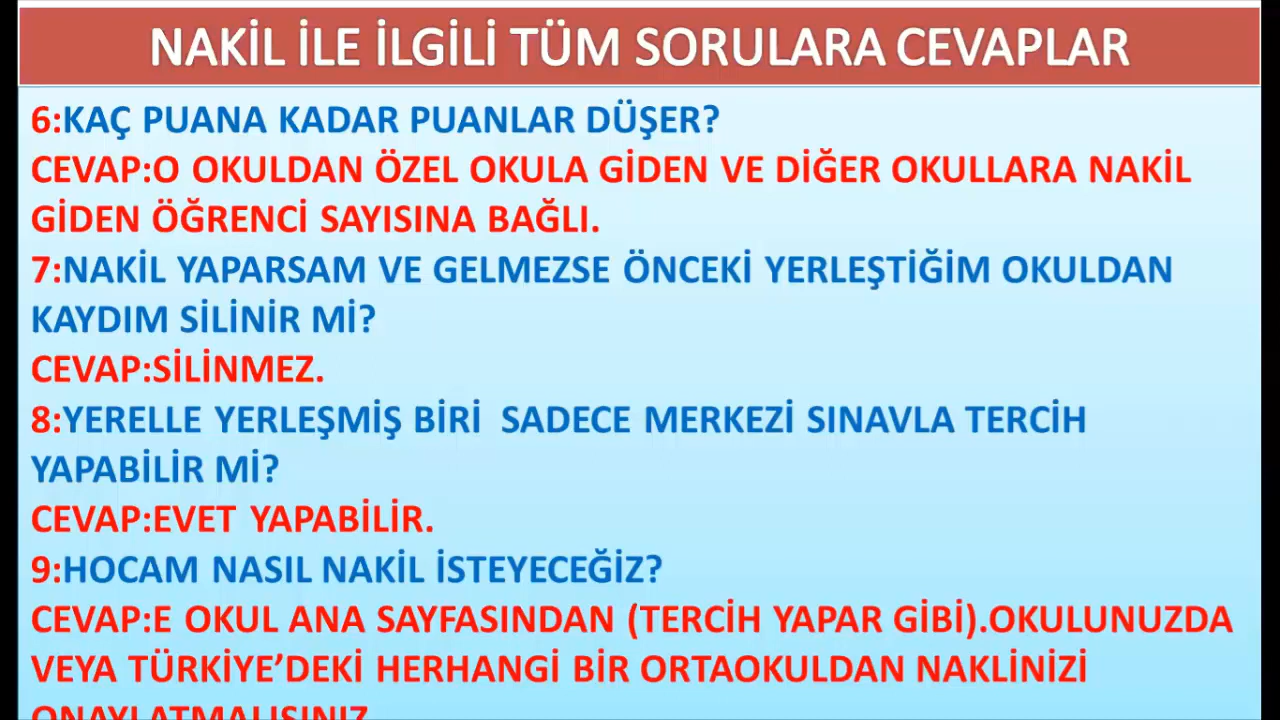 NAKİL İLE İLGİLİ TÜM SORULARA CEVAPLAR
6:KAÇ PUANA KADAR PUANLAR DÜŞER?
CEVAP:O OKULDAN ÖZEL OKULA GİDEN VE DİĞER OKULLARA NAKİL
GİDEN ÖĞRENCİ SAYISINA BAĞLI.
7:NAKİL YAPARSAM VE GELMEZSE ÖNCEKİ YERLEŞTİĞİM OKULDAN
KAYDIM SİLİNİR Mİ?
CEVAP:SİLİNMEZ.
8:YERELLE YERLEŞMİŞ BİRİ SADECE MERKEZİ SINAVLA TERCİH
YAPABİLİR Mİ?
CEVAP:EVET YAPABİLİR.
9:HOCAM NASIL NAKİL İSTEYECEĞİZ?
CEVAP:E OKUL ANA SAYFASINDAN (TERCİH YAPAR GİBİ).OKULUNUZDA
VEYA TÜRKİYE’DEKİ HERHANGİ BİR ORTAOKULDAN NAKLİNİZİ
ONAYLATMALISINIZ